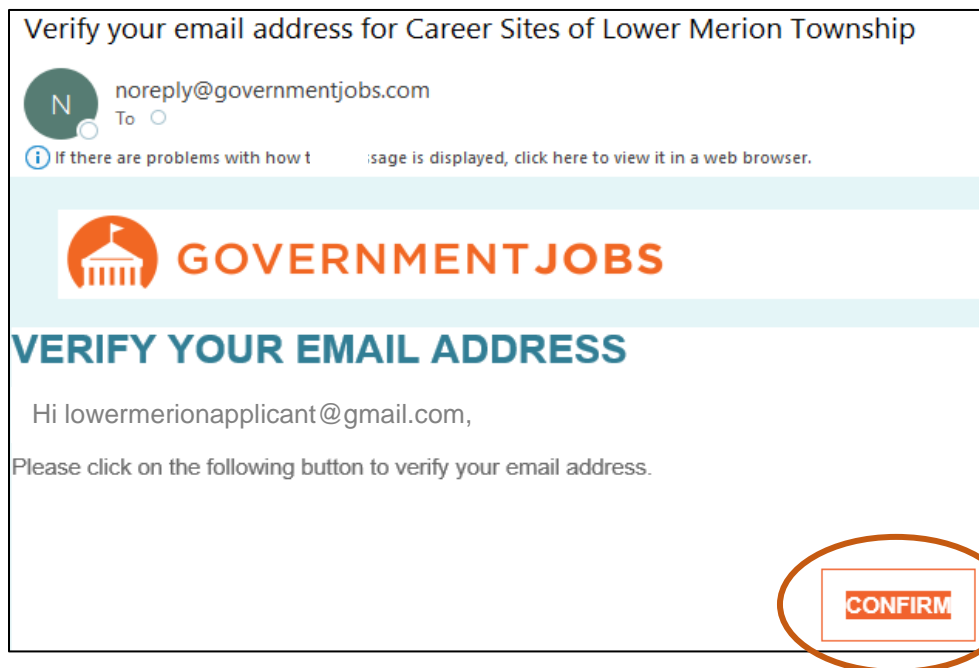 Verify your email address for Career Sites of Lower Merion Township
N
noreply@governmentjobs.com
To
If there are problems with how t ssage is displayed, click here to view it in a web browser.
GOVERNMENTJOBS
VERIFY YOUR EMAIL ADDRESS
Hi lowermerionapplicant@gmail.com,
Please click on the following button to verify your email address.
CONFIRM